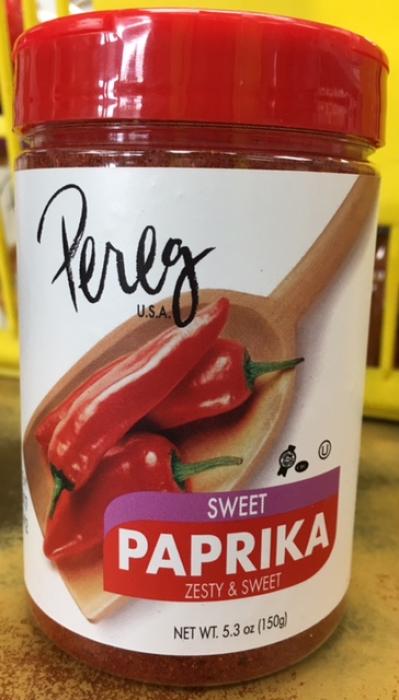 Pereg
U.S.A.
U
SWEET
PAPRIKA
ZESTY & SWEET
NET WT. 5.3 oz (150g)